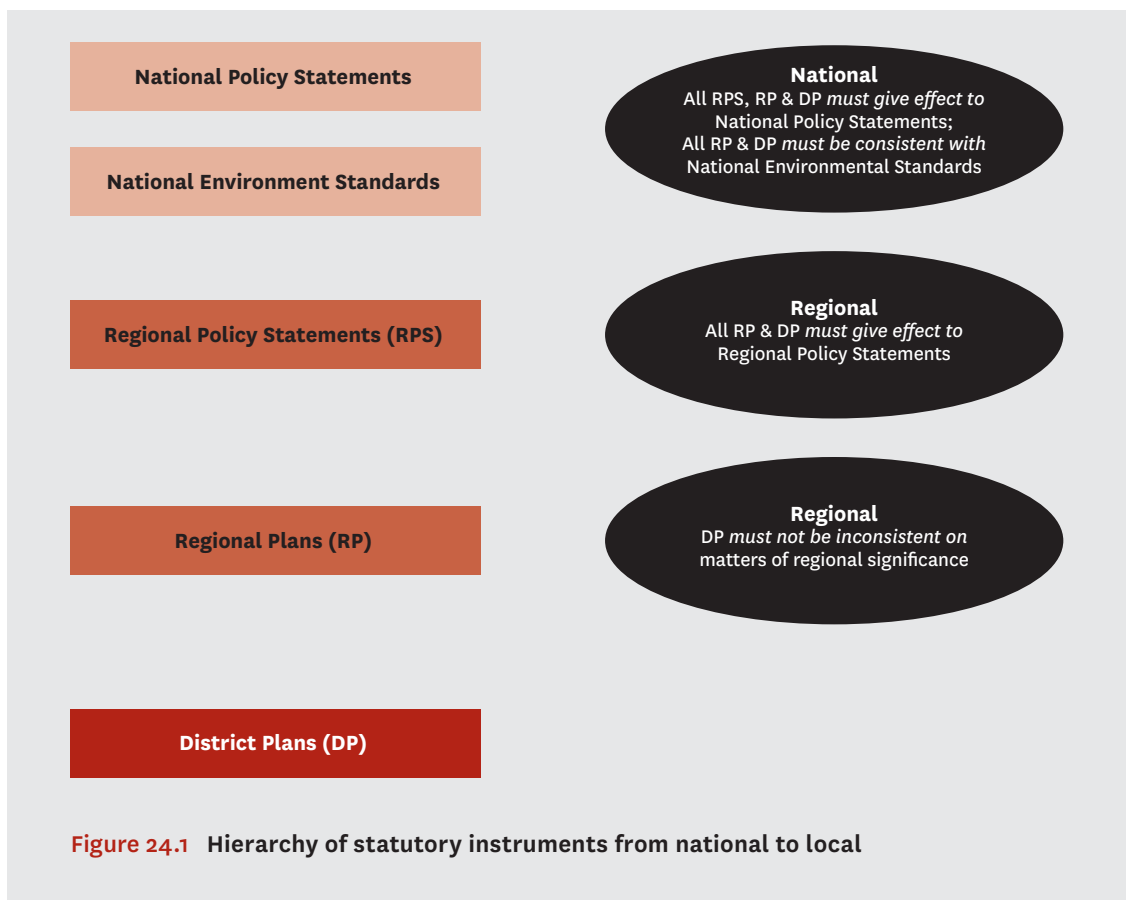 National Policy Statements
National
All RPS, RP & DP must give effect to
National Policy Statements;
All RP & DP must be consistent with
National Environmental Standards
National Environment Standards
Regional Policy Statements (RPS)
Regional
All RP & DP must give effect to
Regional Policy Statements
Regional Plans (RP)
Regional
DP must not be inconsistent on
matters of regional significance
District Plans (DP)
Figure 24.1 Hierarchy of statutory instruments from national to local